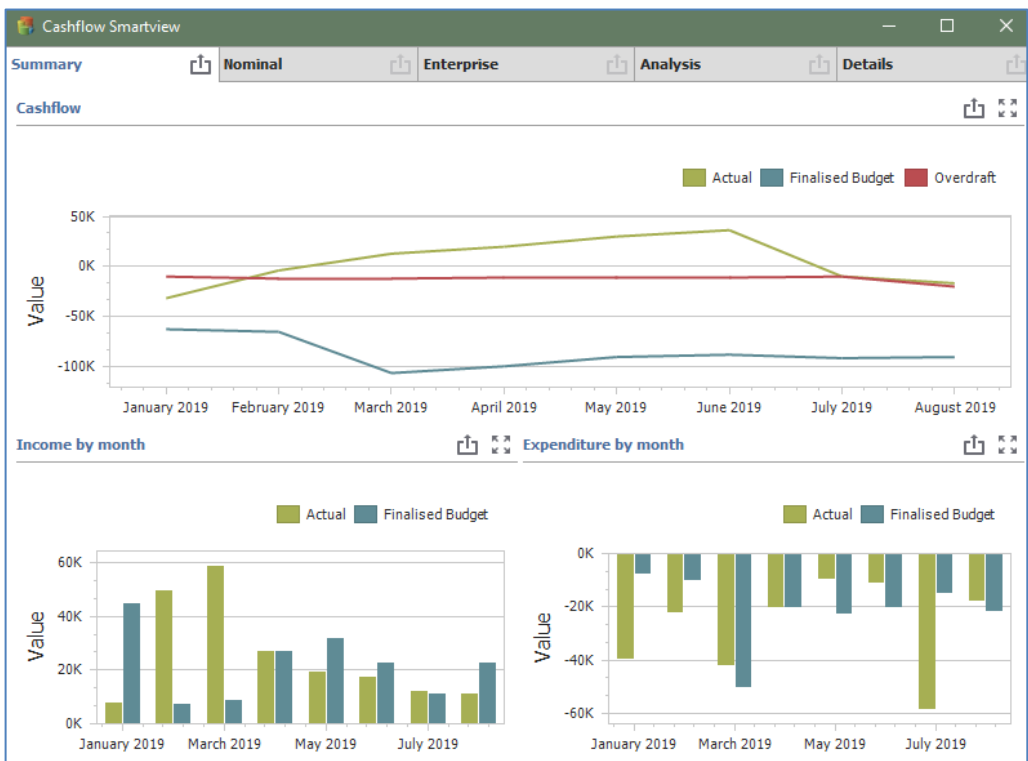 Cashflow Smartview
Summary Nominal Enterprise Analysis Details
Cashflow
Actual Finalised Budget Overdraft
50K
0K
-50K
-100K
Value
January 2019 February 2019 March 2019 April 2019 May 2019 June 2019 July 2019 August 2019
Income by month
Actual Finalised Budget
60K
40K
20K
0K
Value
January 2019 March 2019 May 2019 July 2019
Expenditure by month
Actual Finalised Budget
0K
-20K
-40K
-60K
Value
January 2019 March 2019 May 2019 July 2019